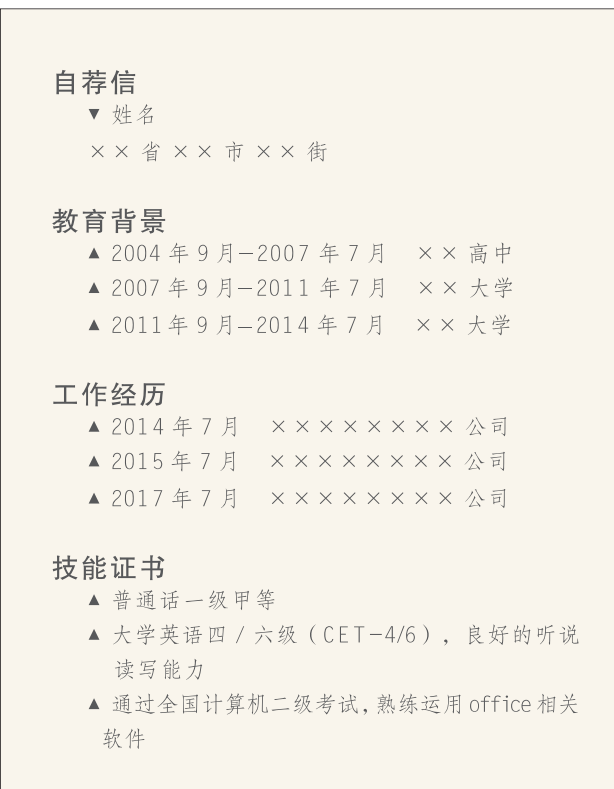 自荐信
▼ 姓名
×× 省 ×× 市 ×× 街
教育背景
▲ 2004 年 9 月—2007 年 7 月 ×× 高中
▲ 2007 年 9 月—2011 年 7 月 ×× 大学
▲ 2011 年 9 月—2014 年 7 月 ×× 大学
工作经历
▲ 2014 年 7 月 ×××××××× 公司
▲ 2015 年 7 月 ×××××××× 公司
▲ 2017 年 7 月 ×××××××× 公司
技能证书
▲ 普通话一级甲等
▲ 大学英语四 / 六级（CET-4/6），良好的听说
读写能力
▲ 通过全国计算机二级考试，熟练运用 office 相关
软件